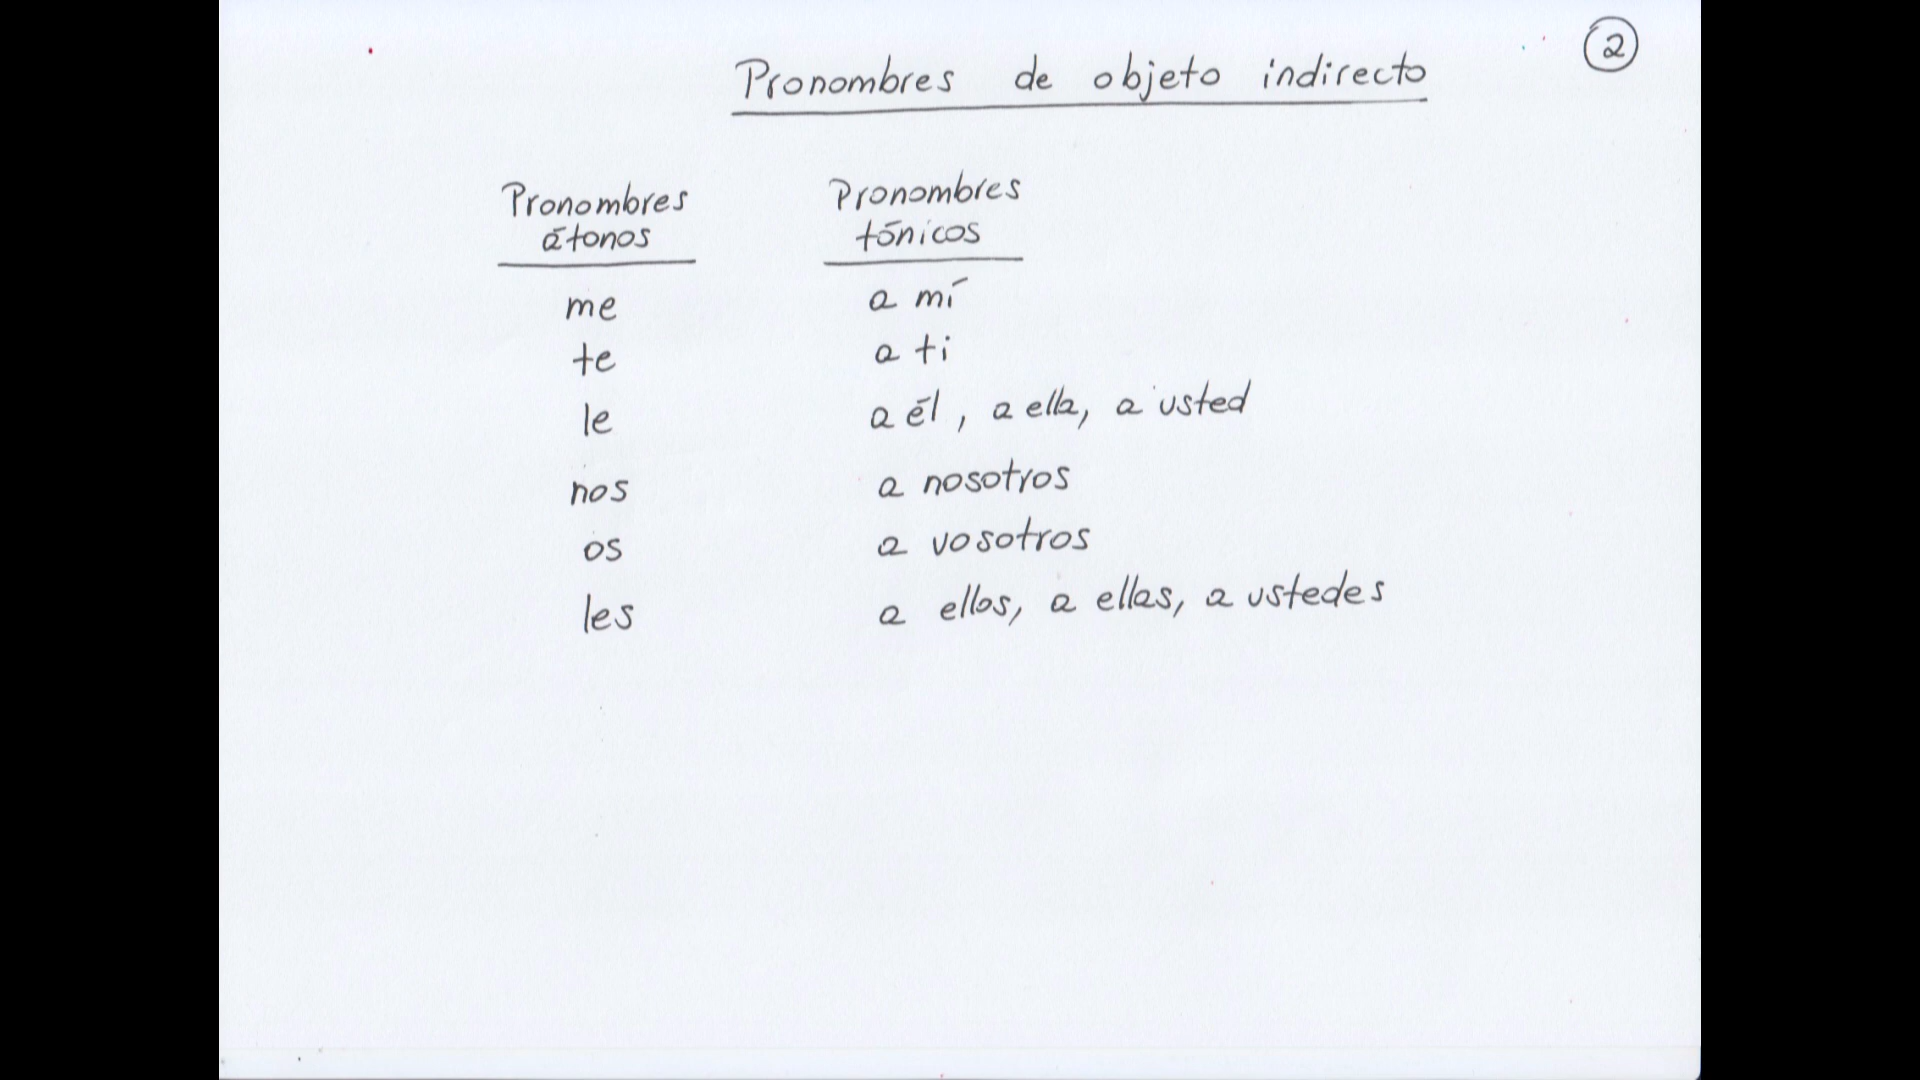 2
Pronombres de objeto indirecto
Pronombres átonos
Pronombres tónicos
me a mí
te a ti
le a él, a ella, a usted
nos a nosotros
os a vosotros
les a ellos, a ellas, a ustedes